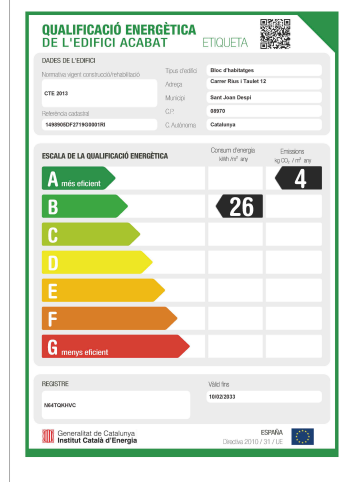 QUALIFICACIÓ ENERGÈTICA
DE L'EDIFICI ACABAT ETIQUETA
DADES DE L'EDIFICI
Normativa vigent construcció/rehabilitació
CTE 2013
Referència cadastral
1498905DF2719G0001RI
Tipus d'edifici Bloc d'habitatges
Adreça Carrer Rius i Taulet 12
Municipi Sant Joan Despí
C.P. 08970
C.Autònoma Catalunya
ESCALA DE LA QUALIFICACIÓ ENERGÈTICA
Consum d'energia
kWh / m² any
Emissions
kg CO₂ / m² any
A més eficient 4
B 26
C
D
E
F
G menys eficient
REGISTRE
N64TQKHVC
Vàlid fins
10/02/2033
Generalitat de Catalunya
Institut Català d'Energia
ESPAÑA
Directiva 2010 / 31 / UE